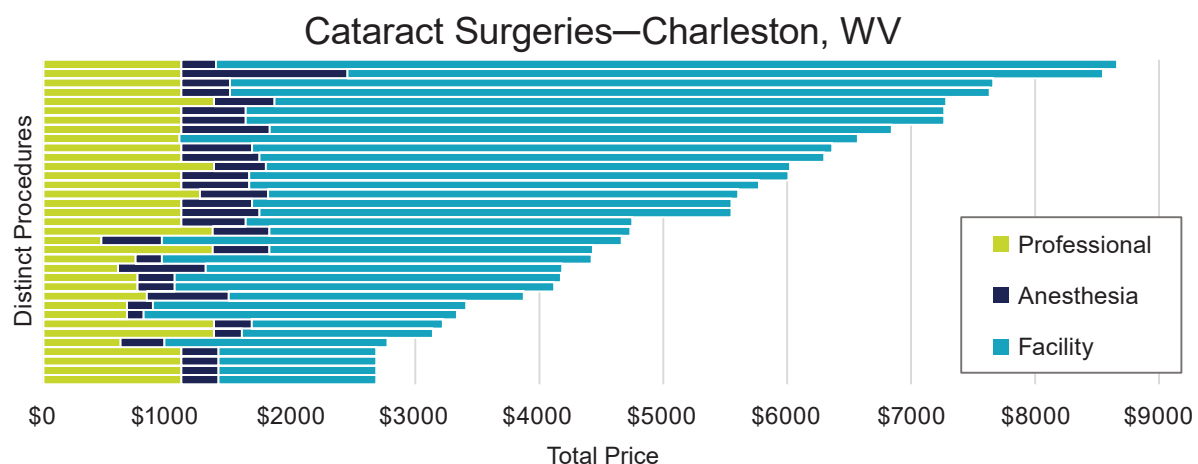 Cataract Surgeries—Charleston, WV
Distinct Procedures
Professional
Anesthesia
Facility
$0 $1000 $2000 $3000 $4000 $5000 $6000 $7000 $8000 $9000
Total Price